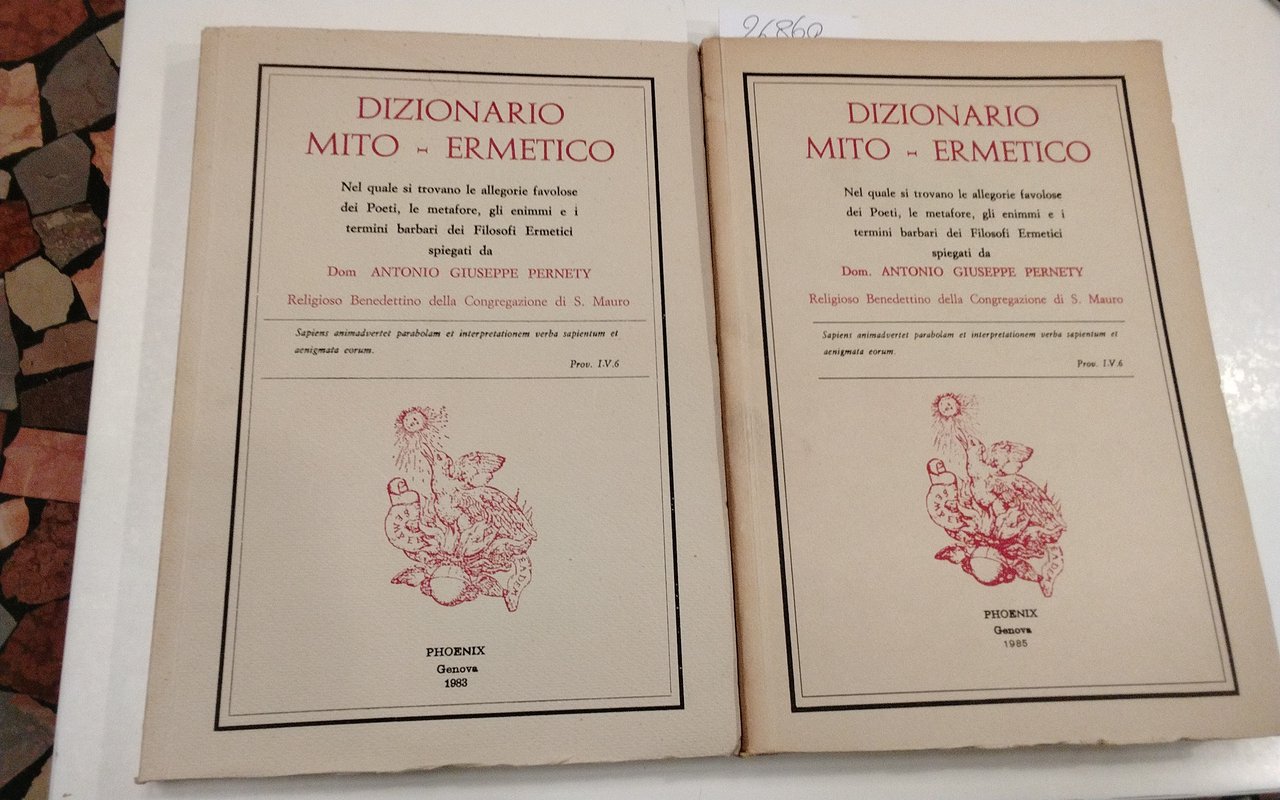 26860
DIZIONARIO
MITO - ERMETICO
Nel quale si trovano le allegorie favolose
dei Poeti, le metafore, gli enimmi e i
termini barbari dei Filosofi Ermetici
spiegati da
Dom ANTONIO GIUSEPPE PERNETY
Religioso Benedettino della Congregazione di S. Mauro
Sapiens animadvertet parabolam et interpretationem verba sapientum et
aenigmata eorum.
Prov. I.V.6
SEMPER
EADEM
PHOENIX
Genova
1983
DIZIONARIO
MITO - ERMETICO
Nel quale si trovano le allegorie favolose
dei Poeti, le metafore, gli enimmi e i
termini barbari dei Filosofi Ermetici
spiegati da
Dom. ANTONIO GIUSEPPE PERNETY
Religioso Benedettino della Congregazione di S. Mauro
Sapiens animadvertet parabolam et interpretationem verba sapientum et
aenigmata eorum.
Prov. I.V.6
EADEM
PHOENIX
Genova
1985